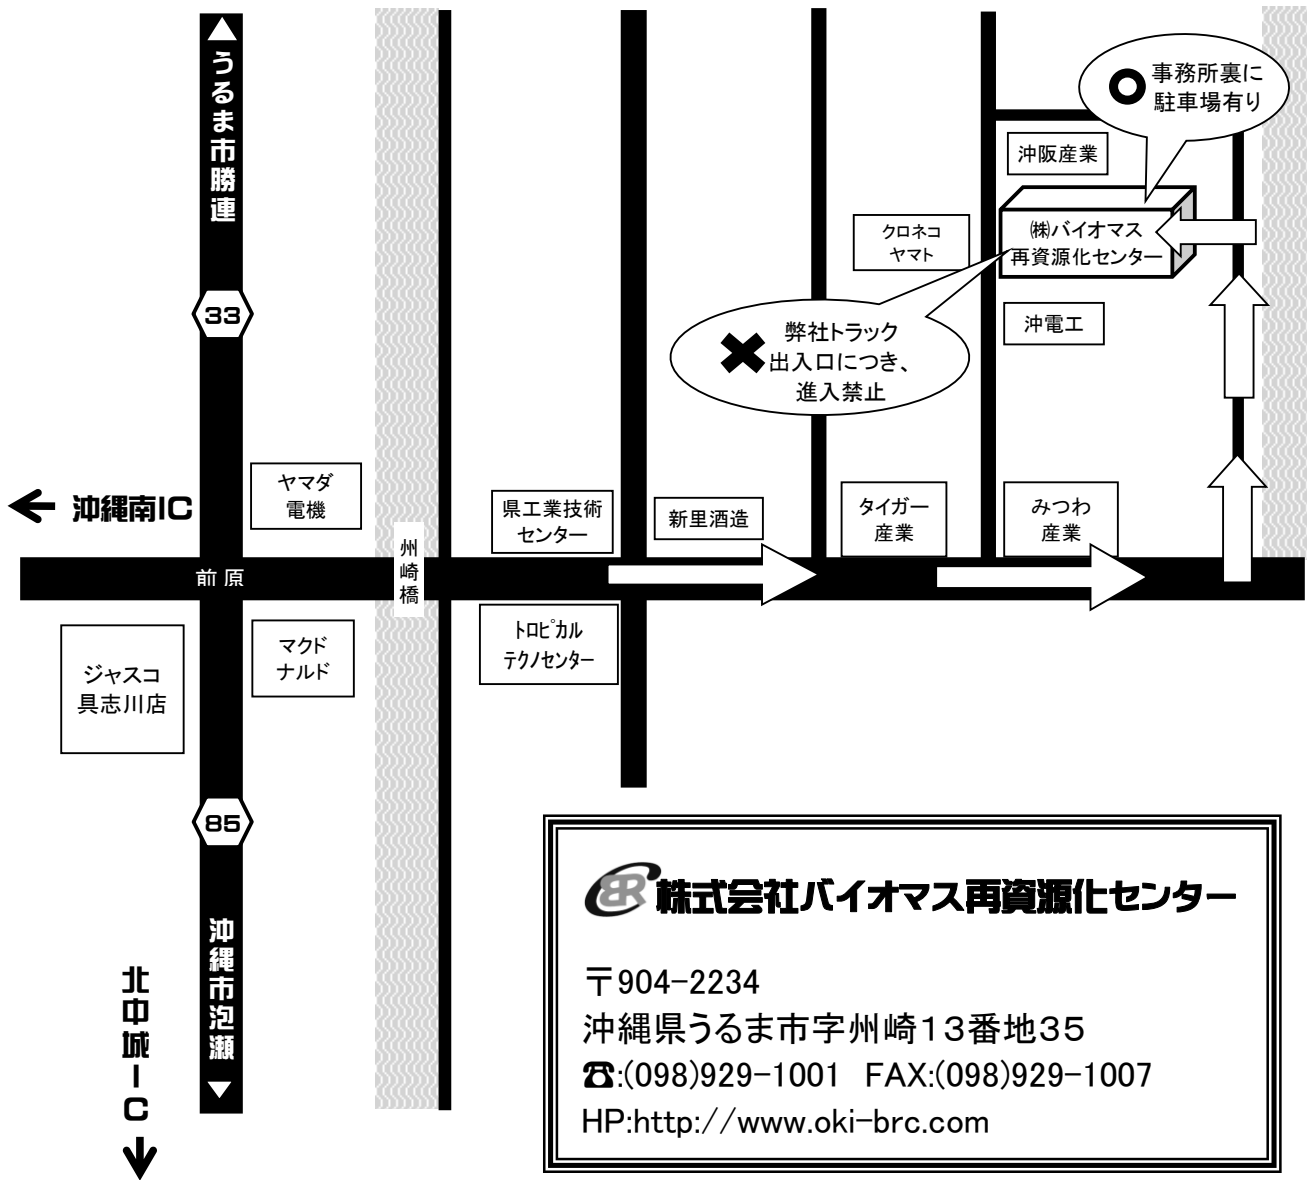 うるま市勝連
33
事務所裏に
駐車場有り
沖阪産業
クロネコ
ヤマト
㈱バイオマス
再資源化センター
沖電工
弊社トラック
出入口につき、
進入禁止
沖縄南IC
ヤマダ
電機
県工業技術
センター
新里酒造
タイガー
産業
みつわ
産業
前原
州崎橋
ジャスコ
具志川店
マクド
ナルド
トロピカル
テクノセンター
85
沖縄市泡瀬
北中城IC
BR
株式会社バイオマス再資源化センター
〒904-2234
沖縄県うるま市字州崎13番地35
☎:(098)929-1001 FAX:(098)929-1007
HP:http://www.oki-brc.com